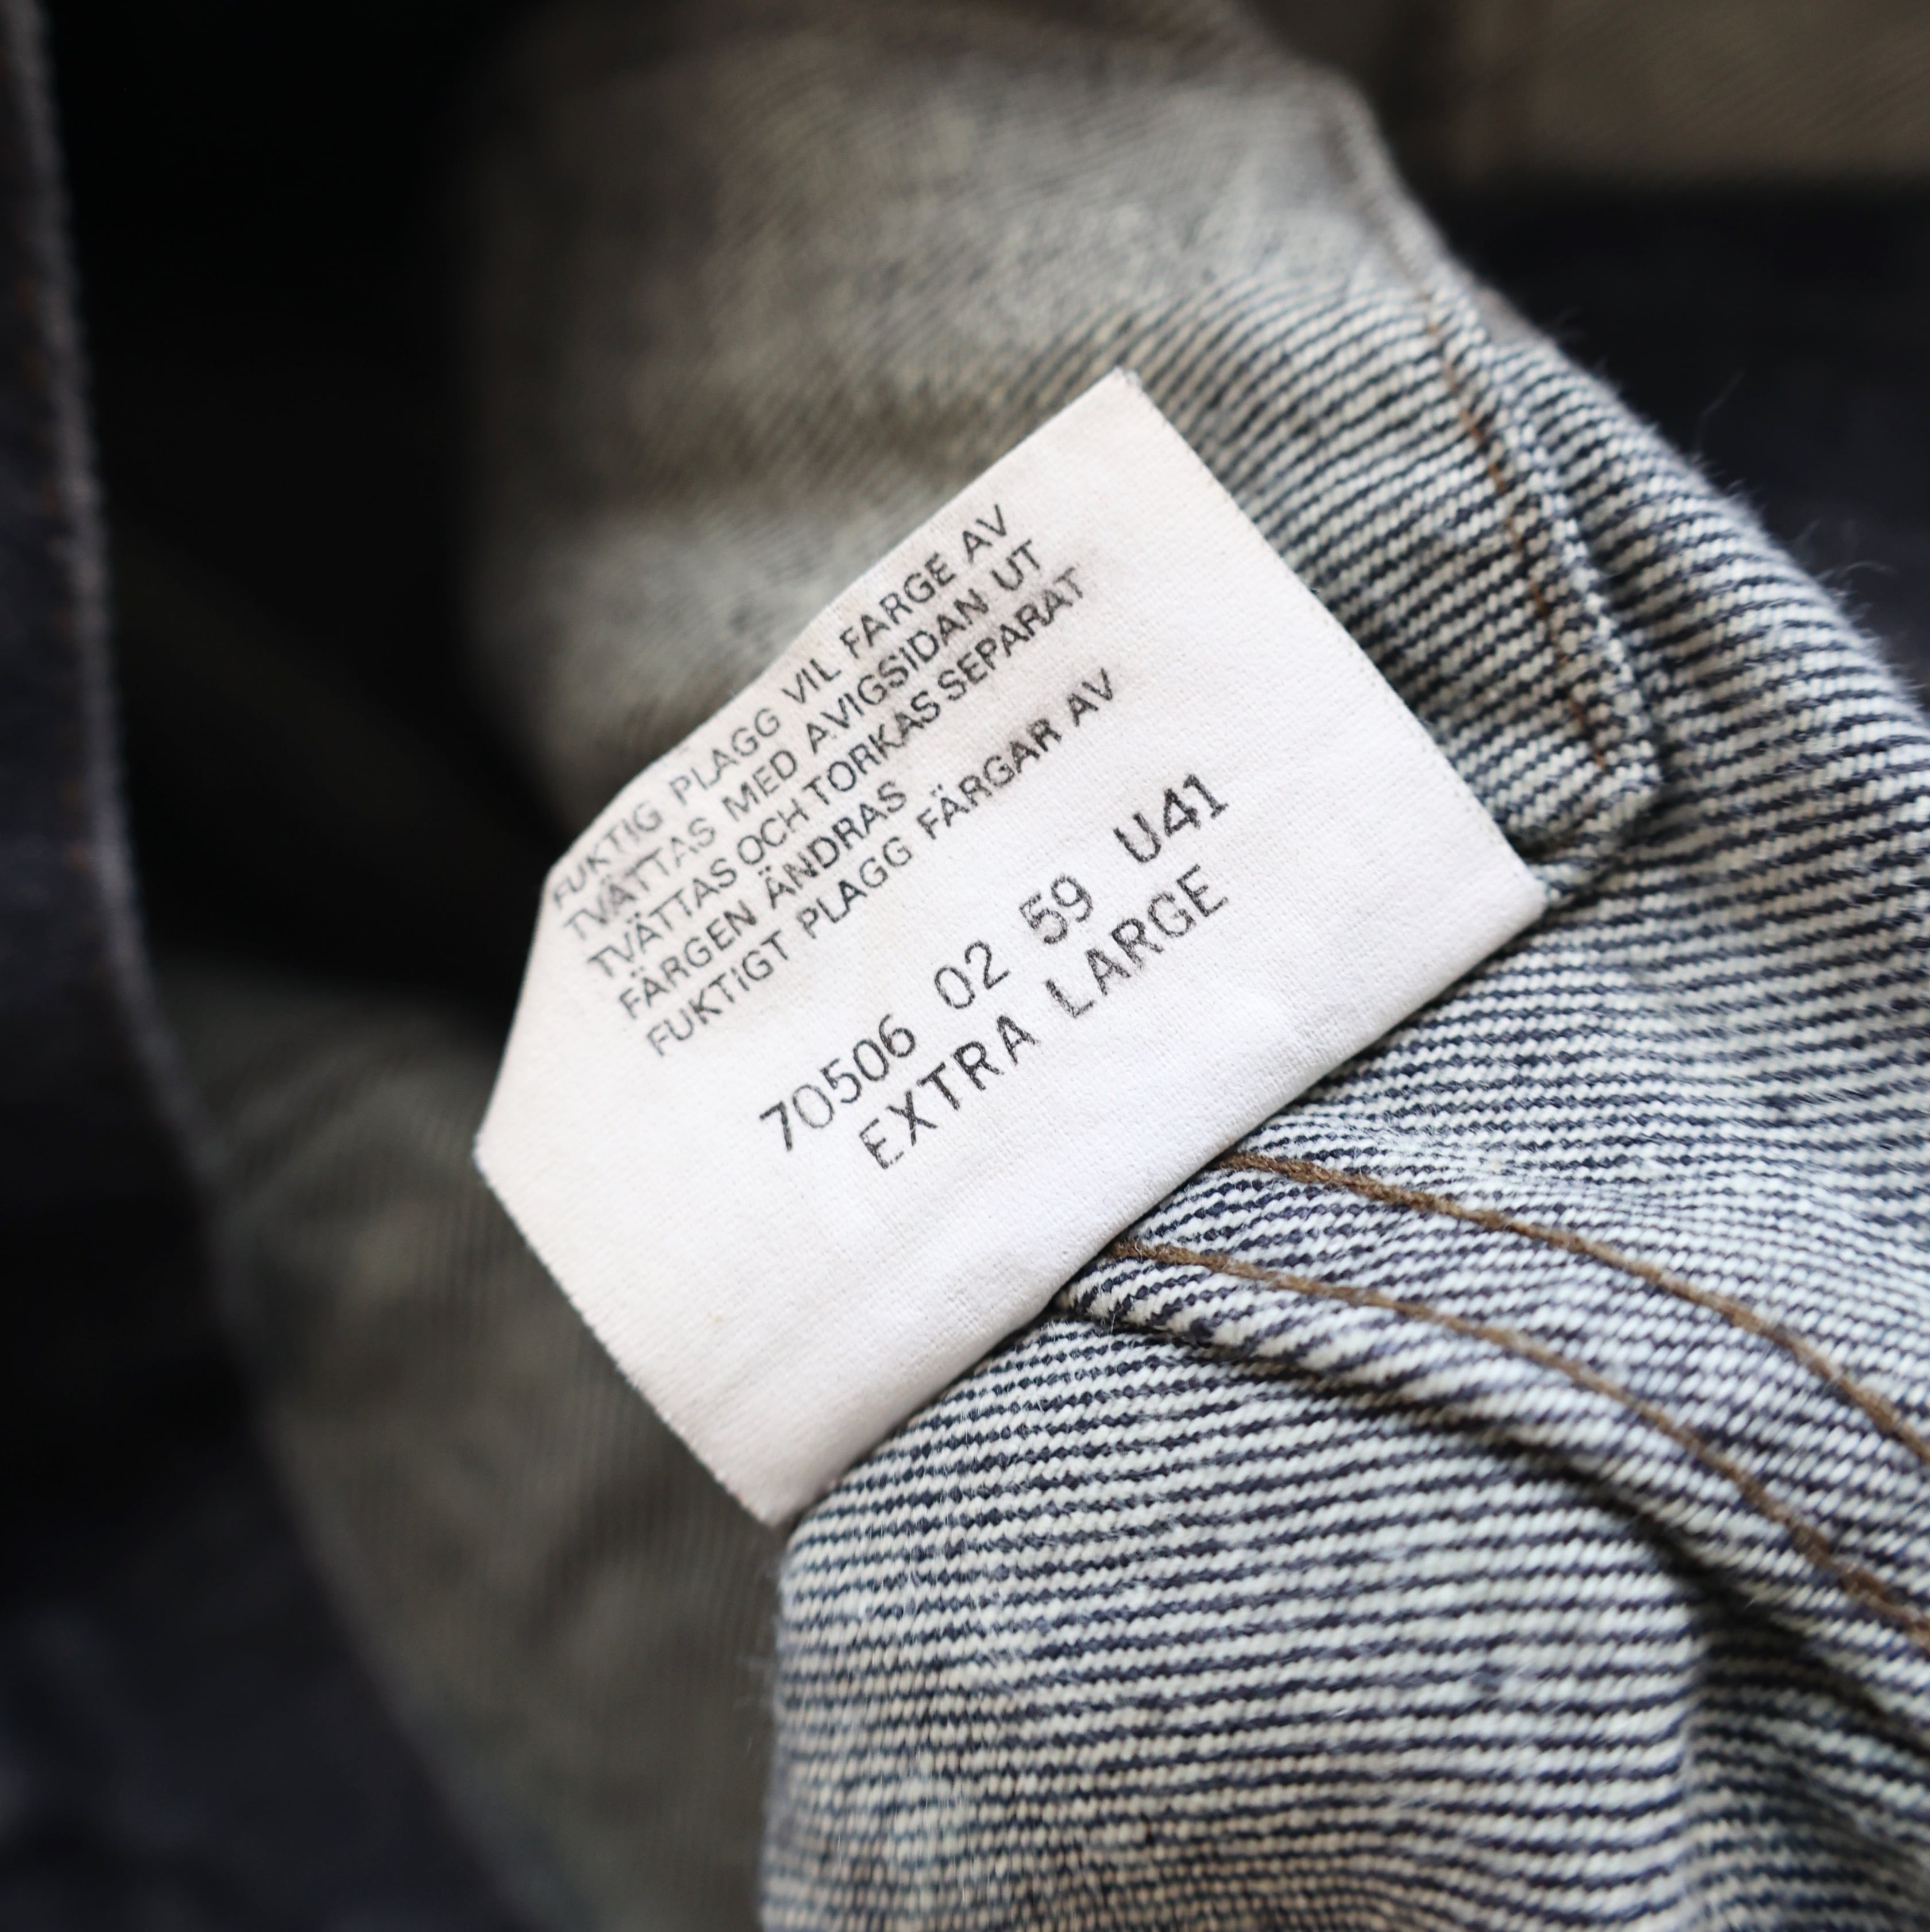 FUKTIG PLAGG VIL FARGE AV
TVÄTTAS MED AVIGSIDAN UT
TVÄTTAS OCH TORKAS SEPARAT
FÄRGEN ÄNDRAS
FUKTiGT PLAGG FÄRGAR AV
70506 02 59 U41
EXTRA LARGE